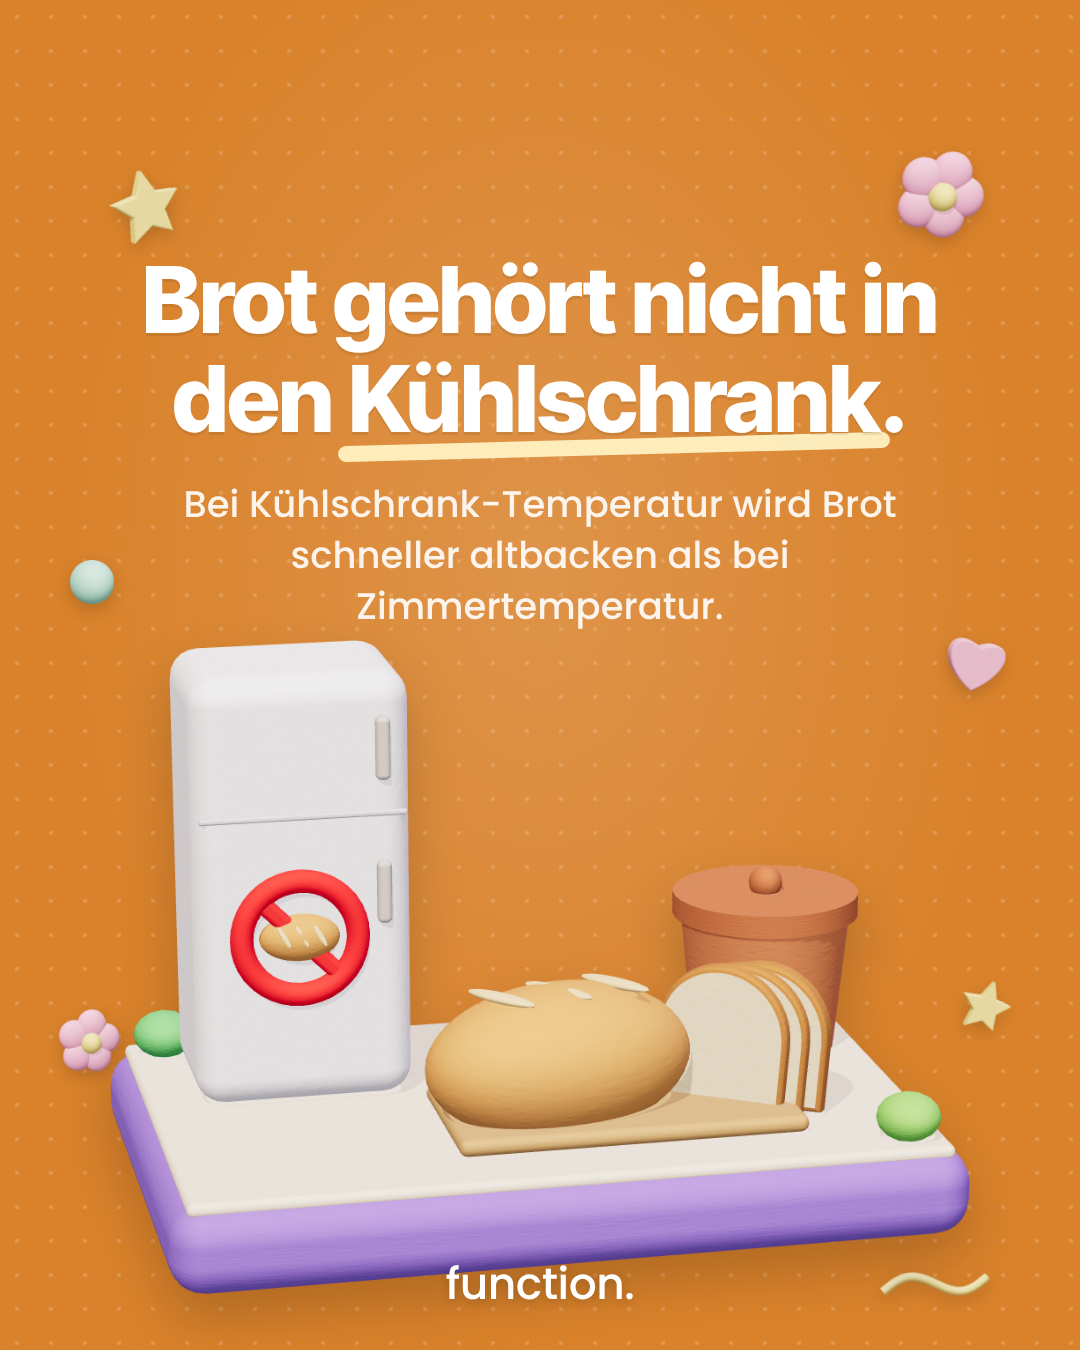 Brot gehört nicht in
den Kühlschrank.
Bei Kühlschrank-Temperatur wird Brot
schneller altbacken als bei
Zimmertemperatur.
function.